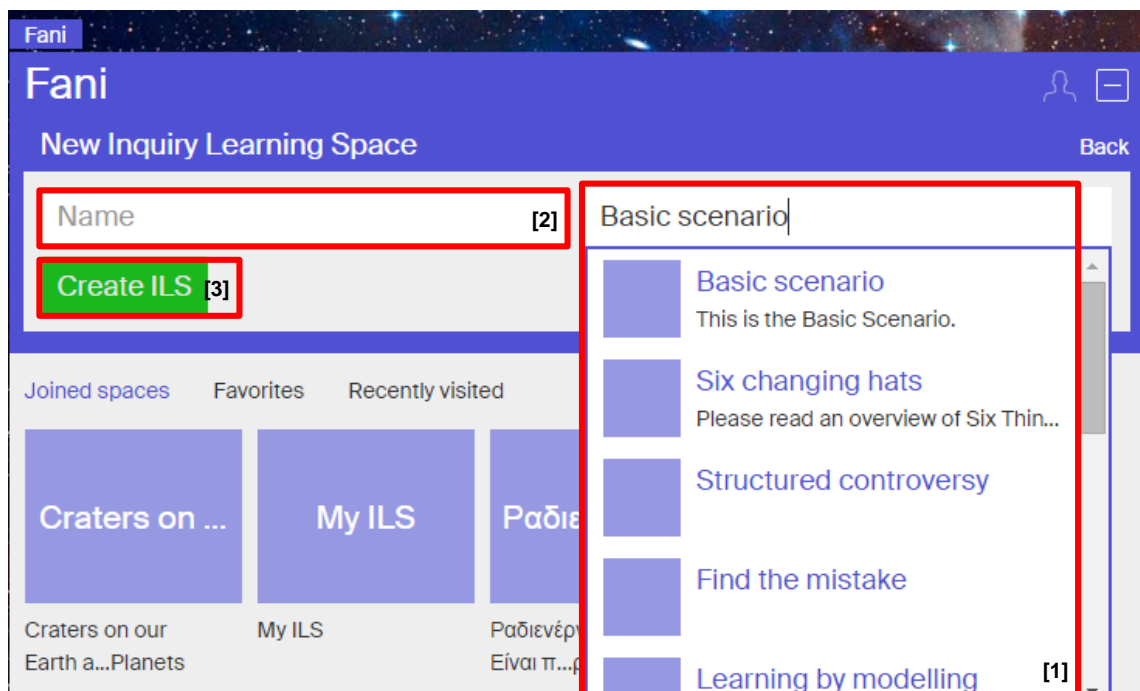 Fani
Fani
New Inquiry Learning Space
Back
Name
[2]
Basic scenario
Create ILS
[3]
Basic scenario
This is the Basic Scenario.
Six changing hats
Please read an overview of Six Thin...
Structured controversy
Find the mistake
Learning by modelling
[1]
Joined spaces Favorites Recently visited
Craters on ...
My ILS
Craters on our
Earth a...Planets
My ILS
Είναι π...